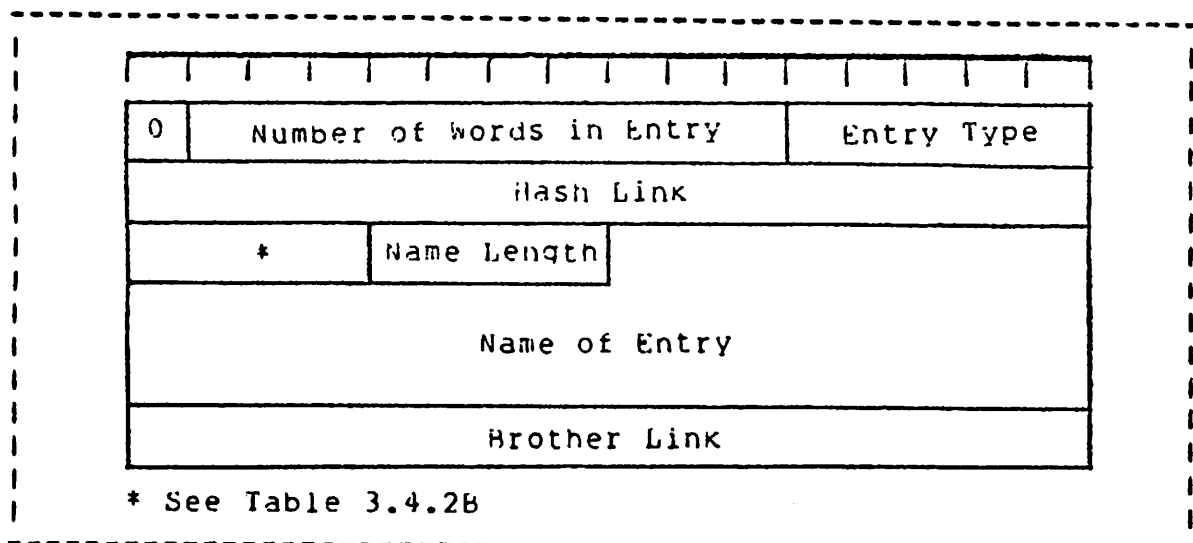 0 Number of Words in Entry Entry Type
Hash Link
* Name Length
Name of Entry
Brother Link
* See Table 3.4.2B